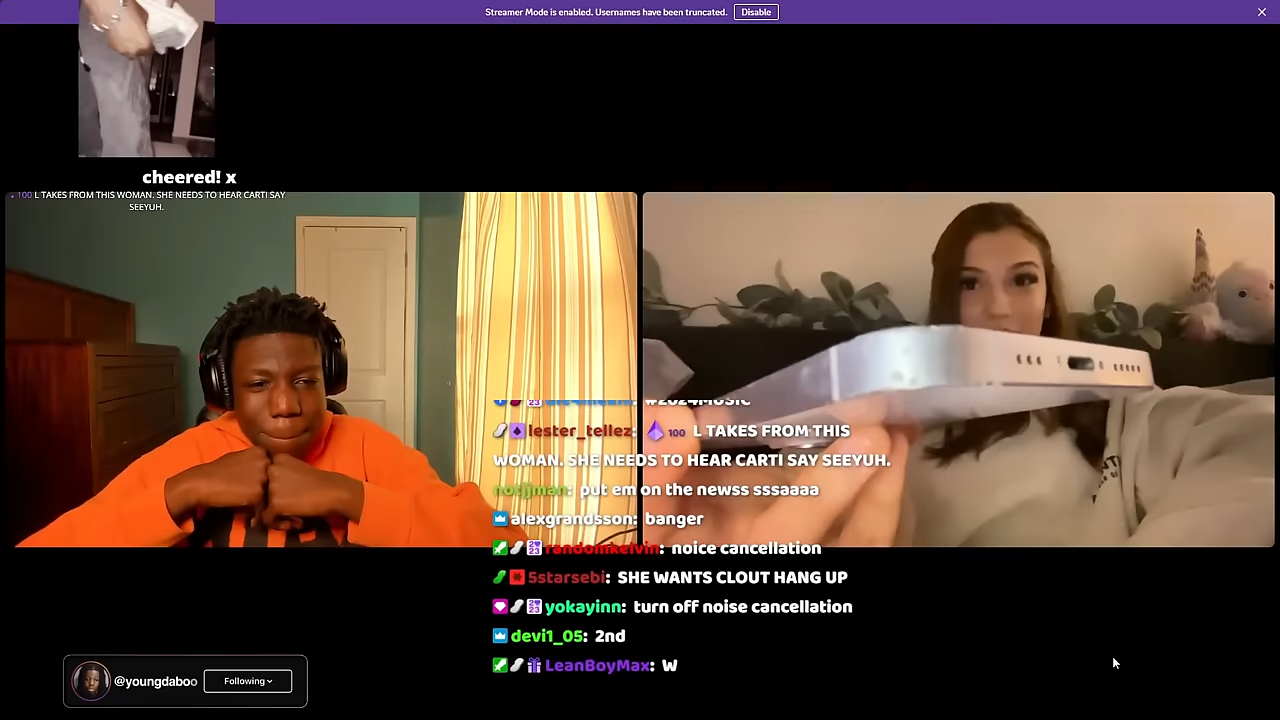 Streamer Mode is enabled. Usernames have been truncated. Disable
cheered! x
100 L TAKES FROM THIS WOMAN. SHE NEEDS TO HEAR CARTI SAY
SEEYUH.
#2024MUSIC
lester_tellez: 100 L TAKES FROM THIS
WOMAN. SHE NEEDS TO HEAR CARTI SAY SEEYUH.
notjjman: put em on the newss sssaaaa
alexgrandsson: banger
randomkelvin: noice cancellation
5starsebi: SHE WANTS CLOUT HANG UP
yokayinn: turn off noise cancellation
devi1_05: 2nd
LeanBoyMax: W
@youngdaboo Following